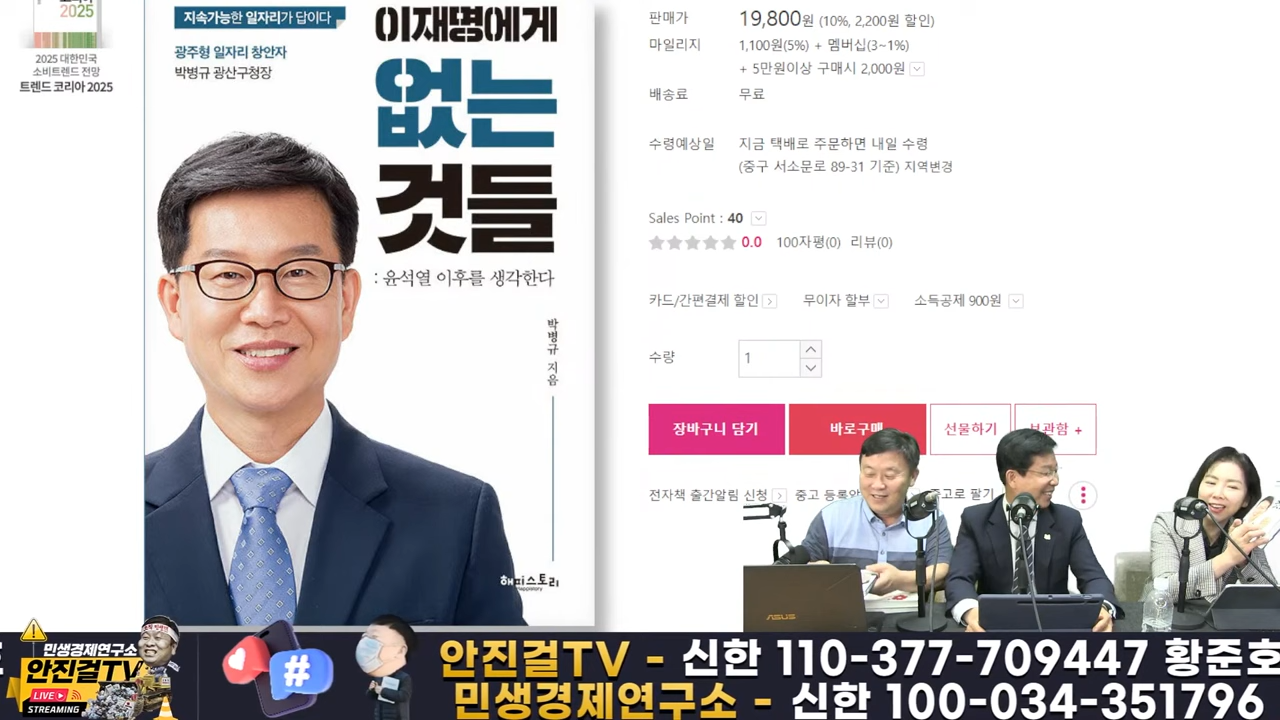 2025
2025 대한민국
소비트렌드 전망
트렌드 코리아 2025
지속가능한 일자리가 답이다
광주형 일자리 창안자
박병규 광산구청장
이재명에게
없는
것들
: 윤석열 이후를 생각한다
박병규 지음
해피스토리
판매가 19,800원 (10%, 2,200원 할인)
마일리지 1,100원(5%) + 멤버십(3~1%)
+ 5만원이상 구매시 2,000원
배송료 무료
수령예상일 지금 택배로 주문하면 내일 수령
(중구 서소문로 89-31 기준) 지역변경
Sales Point : 40
0.0 100자평(0) 리뷰(0)
카드/간편결제 할인 무이자 할부 소득공제 900원
수량 1
장바구니 담기 바로구매 선물하기 보관함 +
전자책 출간알림 신청 중고 등록알 중고로 팔기
ASUS
민생경제연구소
안진걸TV
LIVE
STREAMING
#
안진걸TV - 신한 110-377-709447 황준호
민생경제연구소 - 신한 100-034-351796